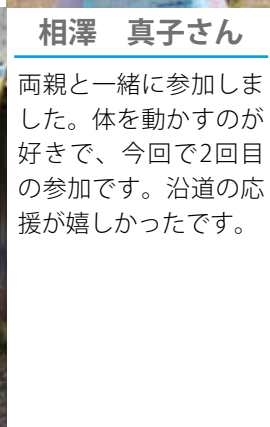 相澤　真子さん
両親と一緒に参加しま
した。体を動かすのが
好きで、今回で2回目
の参加です。沿道の応
援が嬉しかったです。